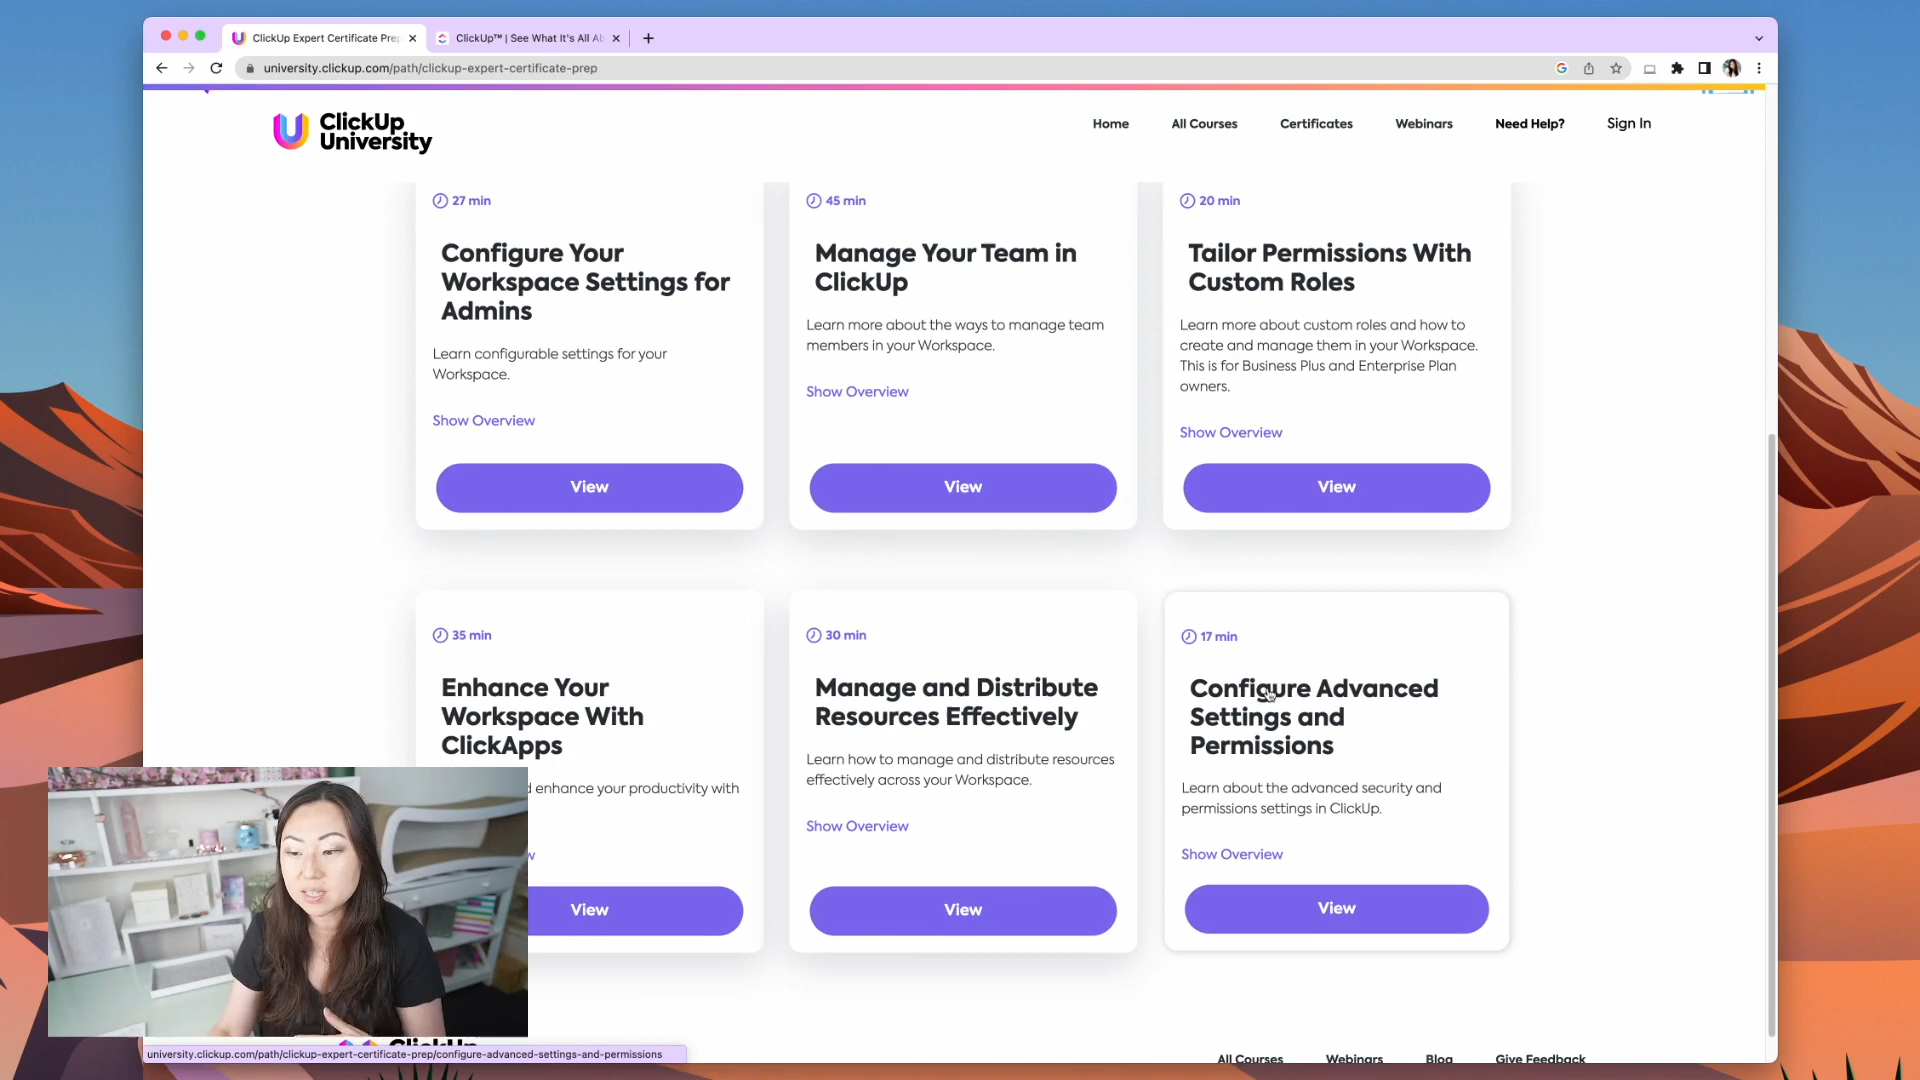 ClickUp Expert Certificate Prep
ClickUp™ | See What It's All Ab
university.clickup.com/path/clickup-expert-certificate-prep
ClickUp
University
Home
All Courses
Certificates
Webinars
Need Help?
Sign In
27 min
Configure Your
Workspace Settings for
Admins
Learn configurable settings for your
Workspace.
Show Overview
View
45 min
Manage Your Team in
ClickUp
Learn more about the ways to manage team
members in your Workspace.
Show Overview
View
20 min
Tailor Permissions With
Custom Roles
Learn more about custom roles and how to
create and manage them in your Workspace.
This is for Business Plus and Enterprise Plan
owners.
Show Overview
View
35 min
Enhance Your
Workspace With
ClickApps
enhance your productivity with
View
30 min
Manage and Distribute
Resources Effectively
Learn how to manage and distribute resources
effectively across your Workspace.
Show Overview
View
17 min
Configure Advanced
Settings and
Permissions
Learn about the advanced security and
permissions settings in ClickUp.
Show Overview
View
ClickUp
All Courses
Webinars
Blog
Give Feedback
university.clickup.com/path/clickup-expert-certificate-prep/configure-advanced-settings-and-permissions